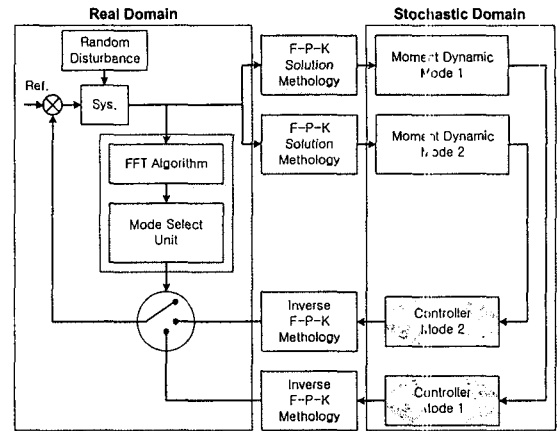 Real Domain
Stochastic Domain
Random
Disturbance
Ref.
Sys.
F-P-K
Solution
Methology
Moment Dynamic
Mode 1
F-P-K
Solution
Methology
Moment Dynamic
Mode 2
FFT Algorithm
Mode Select
Unit
Inverse
F-P-K
Methology
Controller
Mode 2
Inverse
F-P-K
Methology
Controller
Mode 1